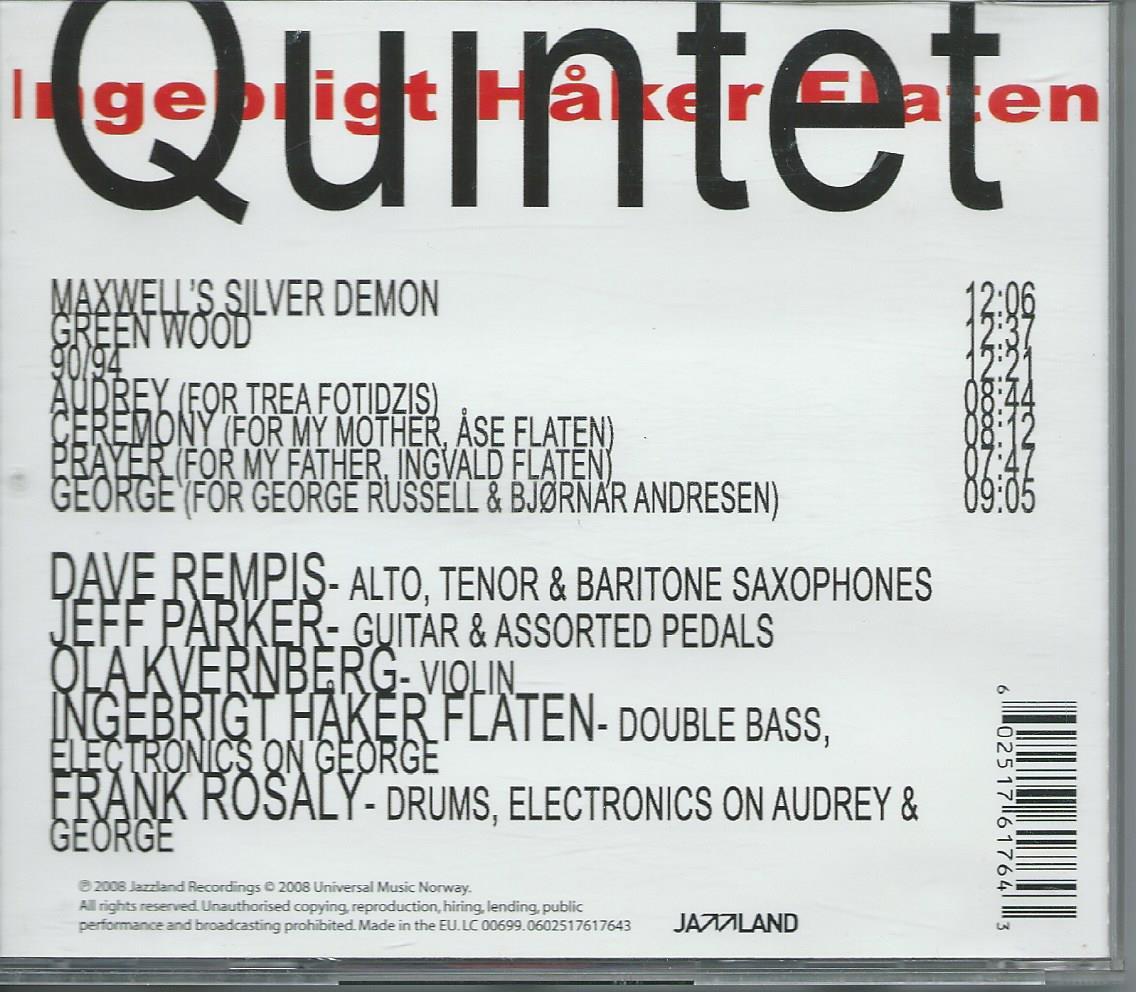 Quintet
Ingebrigt Håker Flaten
MAXWELL'S SILVER DEMON 12:06
GREEN WOOD 12:37
90/94 12:21
AUDREY (FOR TREA FOTIDZIS) 08:44
CEREMONY (FOR MY MOTHER, ÅSE FLATEN) 08:12
PRAYER (FOR MY FATHER, INGVALD FLATEN) 07:47
GEORGE (FOR GEORGE RUSSELL & BJØRNAR ANDRESEN) 09:05
DAVE REMPIS- ALTO, TENOR & BARITONE SAXOPHONES
JEFF PARKER- GUITAR & ASSORTED PEDALS
OLA KVERNBERG- VIOLIN
INGEBRIGT HÅKER FLATEN- DOUBLE BASS,
ELECTRONICS ON GEORGE
FRANK ROSALY- DRUMS, ELECTRONICS ON AUDREY &
GEORGE
℗ 2008 Jazzland Recordings © 2008 Universal Music Norway.
All rights reserved. Unauthorised copying, reproduction, hiring, lending, public
performance and broadcasting prohibited. Made in the EU. LC 00699. 0602517617643
JAZZLAND
6 02517 61764 3